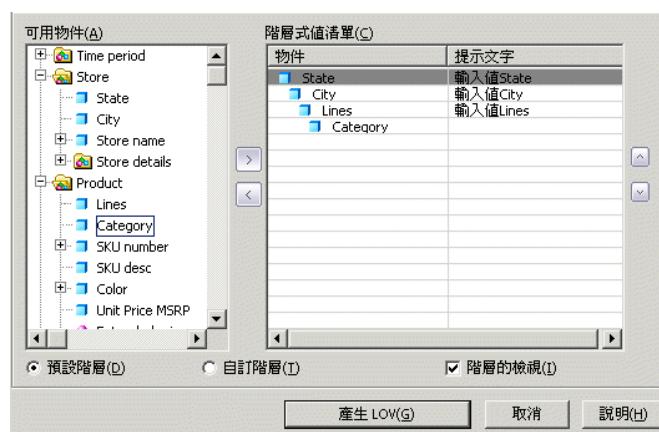 可用物件(A)
Time period
Store
State
City
Store name
Store details
Product
Lines
Category
SKU number
SKU desc
Color
Unit Price MSRP
階層式值清單(C)
物件 提示文字
State 輸入值State
City 輸入值City
Lines 輸入值Lines
Category
預設階層(D) 自訂階層(T) 階層的檢視(I)
產生 LOV(G) 取消 說明(H)